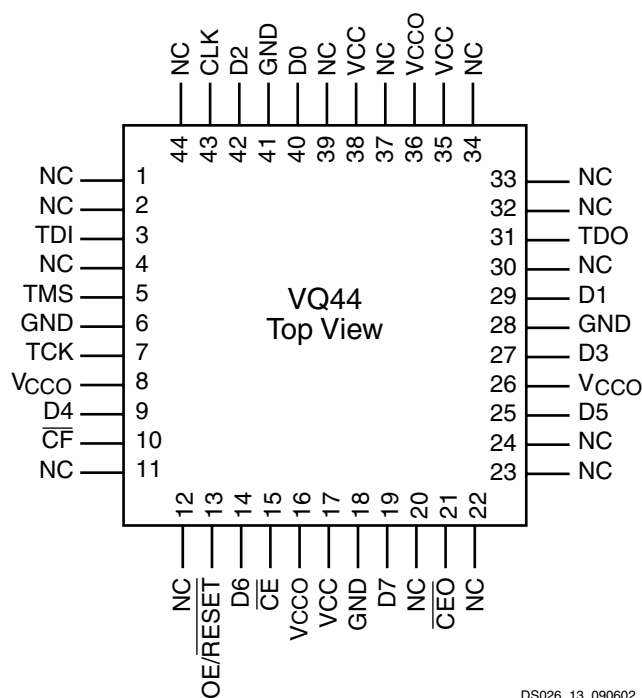 NC CLK D2 GND D0 NC VCC NC VCCO VCC NC
44 43 42 41 40 39 38 37 36 35 34
NC 1
NC 2
TDI 3
NC 4
TMS 5
GND 6
TCK 7
VCCO 8
D4 9
CF 10
NC 11
VQ44
Top View
33 NC
32 NC
31 TDO
30 NC
29 D1
28 GND
27 D3
26 VCCO
25 D5
24 NC
23 NC
12 13 14 15 16 17 18 19 20 21 22
NC OE/RESET D6 CE VCCO VCC GND D7 NC CEO NC
DS026_13_090602